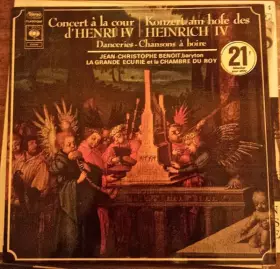 Concert à la cour
d'HENRI IV
Konzert am hofe des
HEINRICH IV
Danceries - Chansons à boire
JEAN-CHRISTOPHE BENOIT, baryton
LA GRANDE ECURIE et la CHAMBRE DU ROY
21
CBS